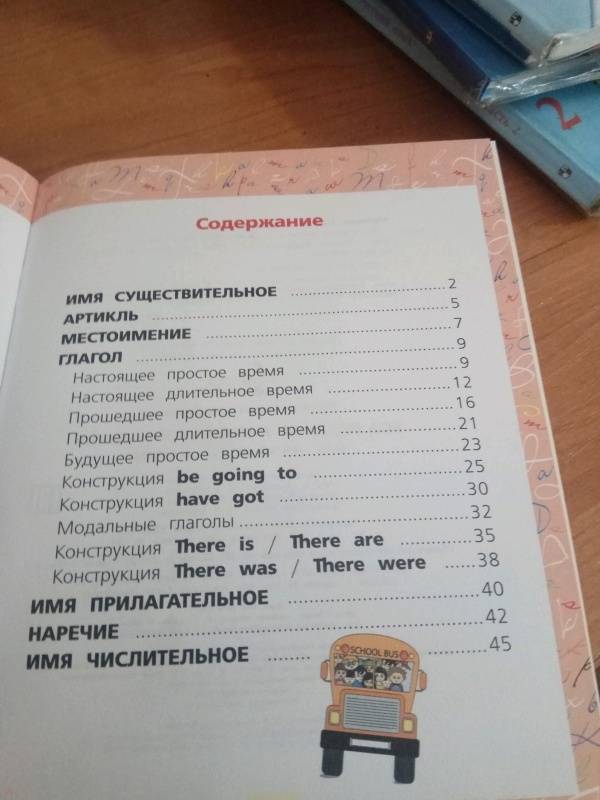 2
Содержание
ИМЯ СУЩЕСТВИТЕЛЬНОЕ ........................ 2
АРТИКЛЬ ........................ 5
МЕСТОИМЕНИЕ ........................ 7
ГЛАГОЛ ........................ 9
Настоящее простое время ........................ 9
Настоящее длительное время ........................ 12
Прошедшее простое время ........................ 16
Прошедшее длительное время ........................ 21
Будущее простое время ........................ 23
Конструкция be going to ........................ 25
Конструкция have got ........................ 30
Модальные глаголы ........................ 32
Конструкция There is / There are ................ 35
Конструкция There was / There were ...... 38
ИМЯ ПРИЛАГАТЕЛЬНОЕ ........................ 40
НАРЕЧИЕ ........................ 42
ИМЯ ЧИСЛИТЕЛЬНОЕ ........ ........ 45
SCHOOL BUS